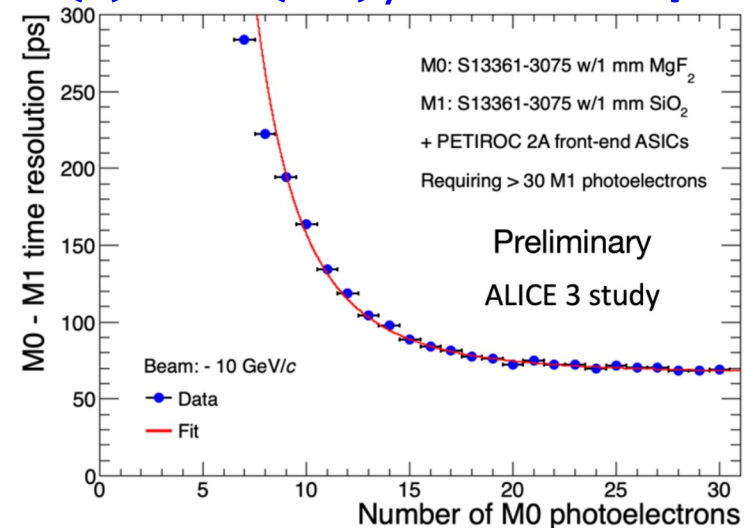 M0 - M1 time resolution [ps]
300
250
200
150
100
50
0
M0: S13361-3075 w/1 mm MgF2
M1: S13361-3075 w/1 mm SiO2
+ PETIROC 2A front-end ASICs
Requiring > 30 M1 photoelectrons
Preliminary
ALICE 3 study
Beam: - 10 GeV/c
Data
Fit
0 5 10 15 20 25 30
Number of M0 photoelectrons